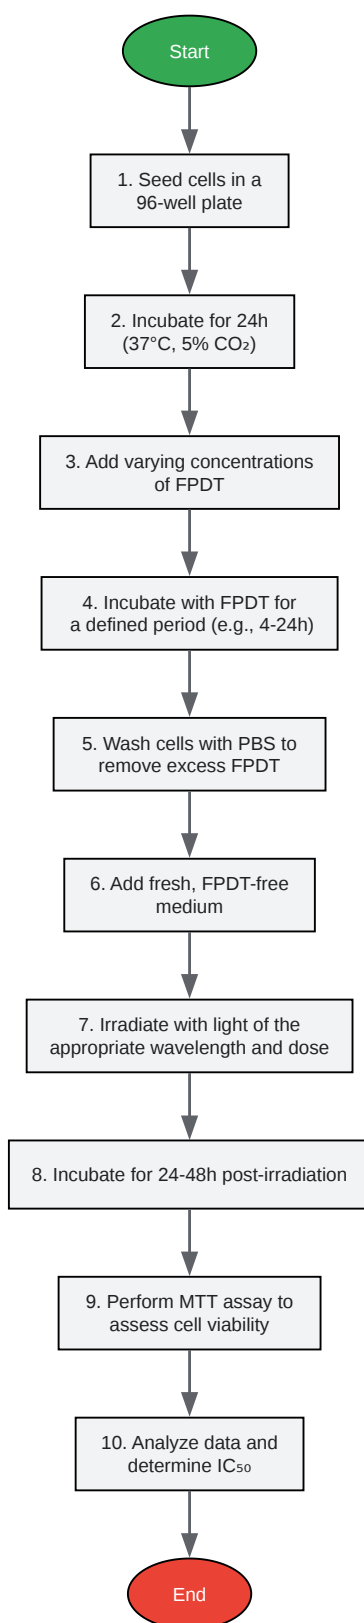 Start
1. Seed cells in a
96-well plate
2. Incubate for 24h
(37°C, 5% CO₂)
3. Add varying concentrations
of FPDT
4. Incubate with FPDT for
a defined period (e.g., 4-24h)
5. Wash cells with PBS to
remove excess FPDT
6. Add fresh, FPDT-free
medium
7. Irradiate with light of the
appropriate wavelength and dose
8. Incubate for 24-48h post-irradiation
9. Perform MTT assay to
assess cell viability
10. Analyze data and
determine IC₅₀
End